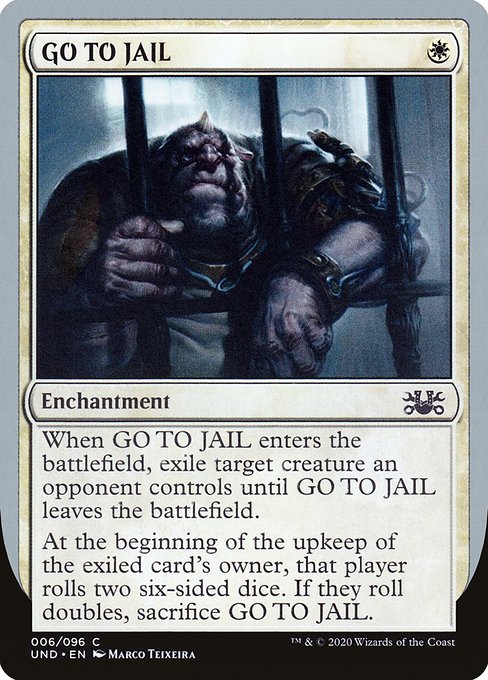 GO TO JAIL
Enchantment
When GO TO JAIL enters the
battlefield, exile target creature an
opponent controls until GO TO JAIL
leaves the battlefield.
At the beginning of the upkeep of
the exiled card's owner, that player
rolls two six-sided dice. If they roll
doubles, sacrifice GO TO JAIL.
006/096 C
™ & © 2020 Wizards of the Coast
UND • EN Marco Teixeira